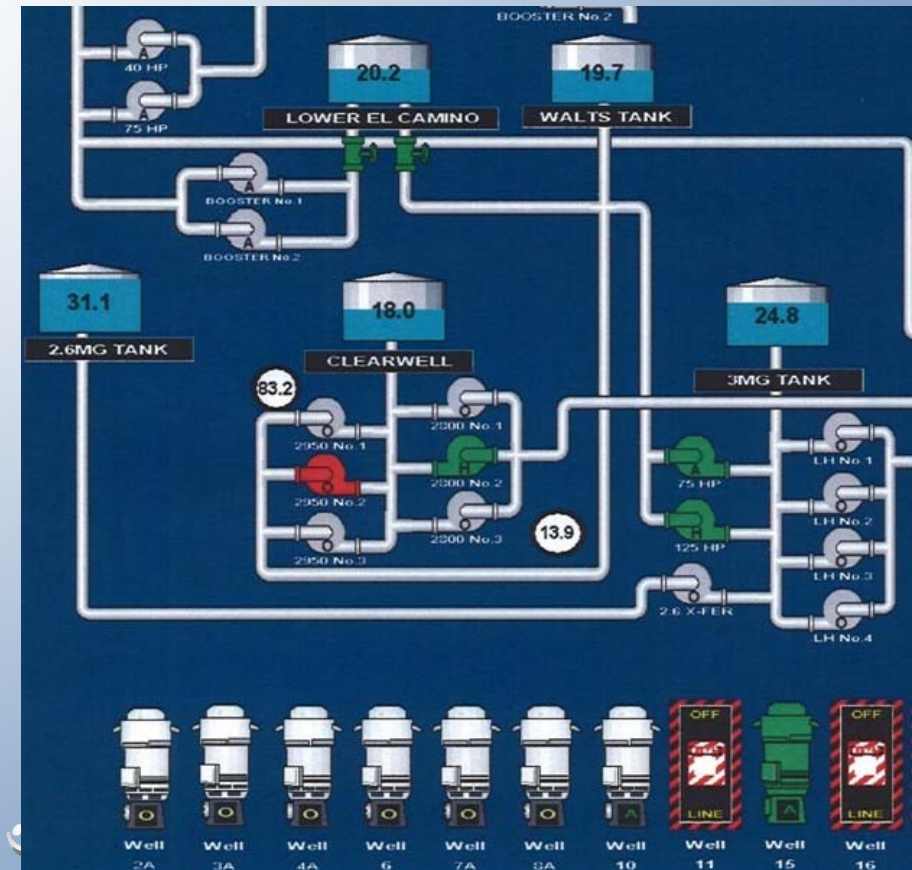 BOOSTER No.2
A
40 HP
A
75 HP
20.2
LOWER EL CAMINO
19.7
WALTS TANK
A
BOOSTER No.1
A
BOOSTER No.2
31.1
2.6MG TANK
18.0
CLEARWELL
24.8
3MG TANK
83.2
O
2950 No.1
2800 No.1
O
2950 No.2
H
2800 No.2
O
2950 No.3
O
2800 No.3
13.9
A
75 HP
H
125 HP
O
2.6 X-FER
O
LH No.1
O
LH No.2
O
LH No.3
O
LH No.4
O
O
O
O
O
O
A
OFF
LINE
A
OFF
LINE
Well
2A
Well
3A
Well
4A
Well
6
Well
7A
Well
8A
Well
10
Well
11
Well
15
Well
16